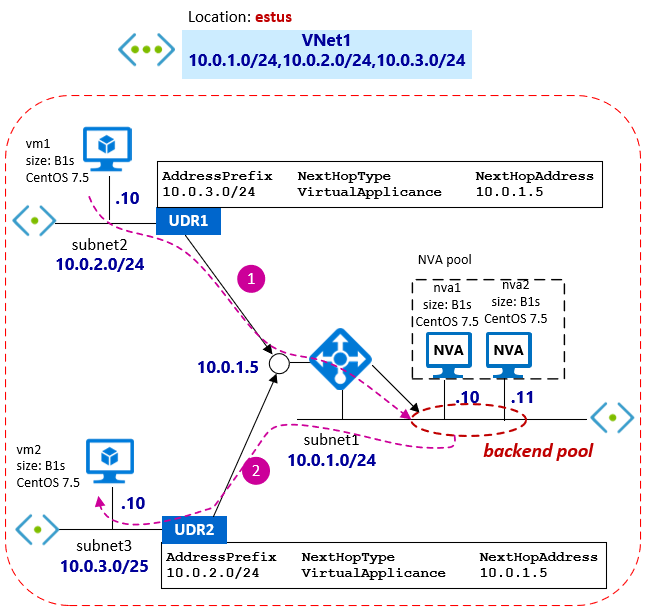 Location: estus
VNet1
10.0.1.0/24,10.0.2.0/24,10.0.3.0/24
vm1
size: B1s
CentOS 7.5
.10
AddressPrefix NextHopType NextHopAddress
10.0.3.0/24 VirtualApplicance 10.0.1.5
UDR1
subnet2
10.0.2.0/24
1
NVA pool
nva1
size: B1s
CentOS 7.5
nva2
size: B1s
CentOS 7.5
NVA
NVA
10.0.1.5
.10
.11
subnet1
10.0.1.0/24
backend pool
2
vm2
size: B1s
CentOS 7.5
.10
UDR2
subnet3
10.0.3.0/25
AddressPrefix NextHopType NextHopAddress
10.0.2.0/24 VirtualApplicance 10.0.1.5